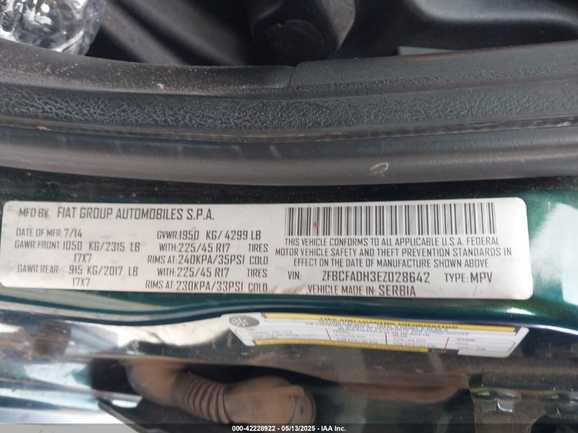 MFD BY: FIAT GROUP AUTOMOBILES S.P.A.
DATE OF MFR: 7/14 GVWR: 1950 KG/ 4299 LB
GAWR FRONT 1050 KG/2315 LB WITH 225/45 R17 TIRES
17X7 RIMS AT 240KPA/35PSI COLD
GAWR REAR 915 KG/2017 LB WITH 225/45 R17 TIRES
17X7 RIMS AT 230KPA/33PSI COLD
THIS VEHICLE CONFORMS TO ALL APPLICABLE U.S.A. FEDERAL
MOTOR VEHICLE SAFETY, BUMPER, AND THEFT PREVENTION
STANDARDS IN EFFECT ON THE DATE OF MANUFACTURE SHOWN ABOVE
VIN: ZFBCFADH3EZ028642 TYPE: MPV
VEHICLE MADE IN: SERBIA
000-42228922 - 05/13/2025 - IAA Inc.